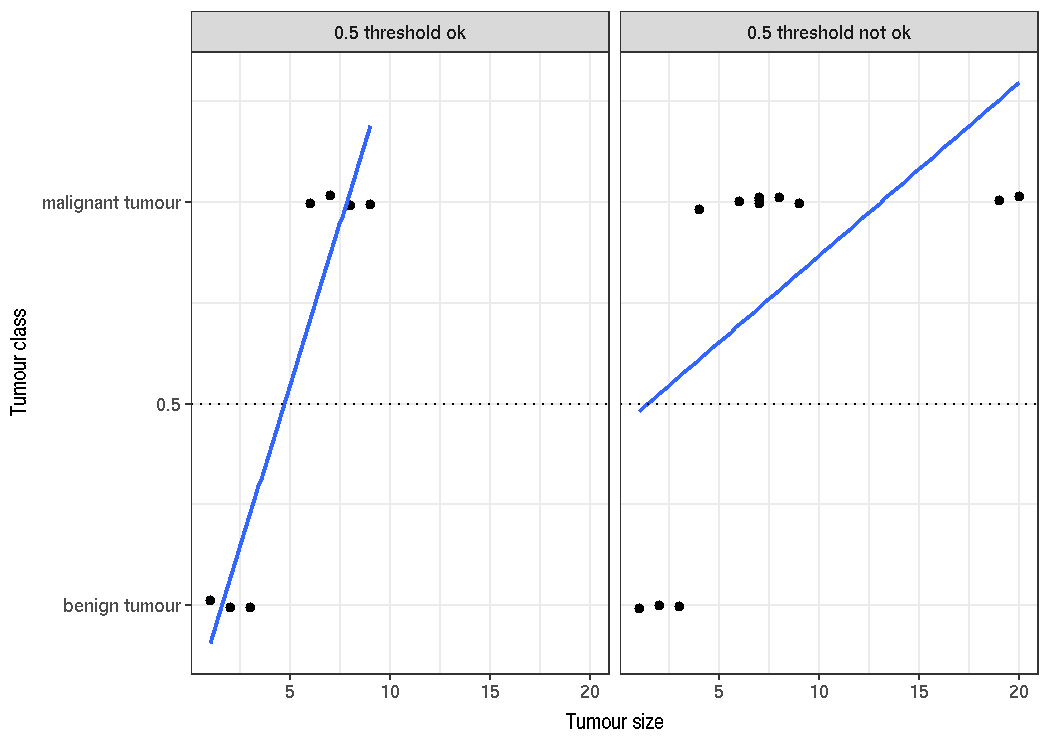 0.5 threshold ok
0.5 threshold not ok
malignant tumour
0.5
benign tumour
Tumour class
5 10 15 20
5 10 15 20
Tumour size